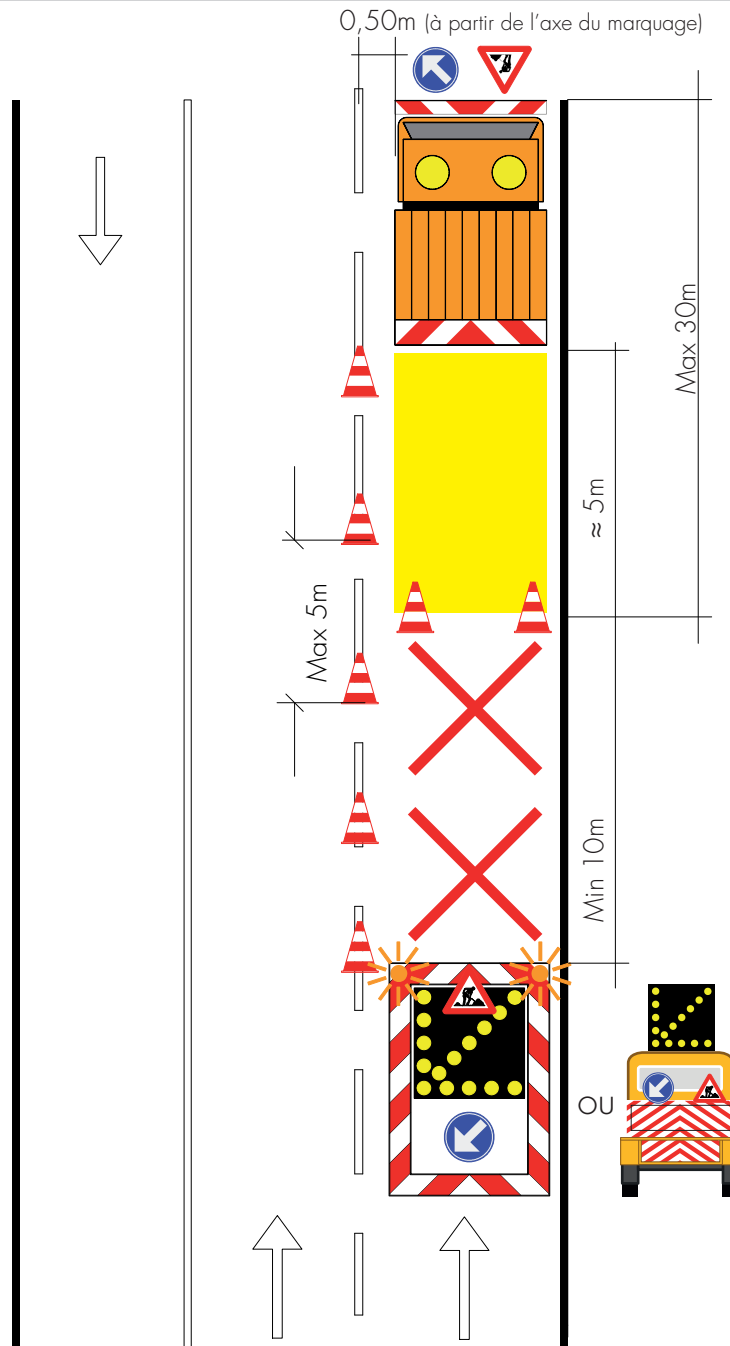 0,50m (à partir de l'axe du marquage)
Max 30m
≈ 5m
Max 5m
Min 10m
OU